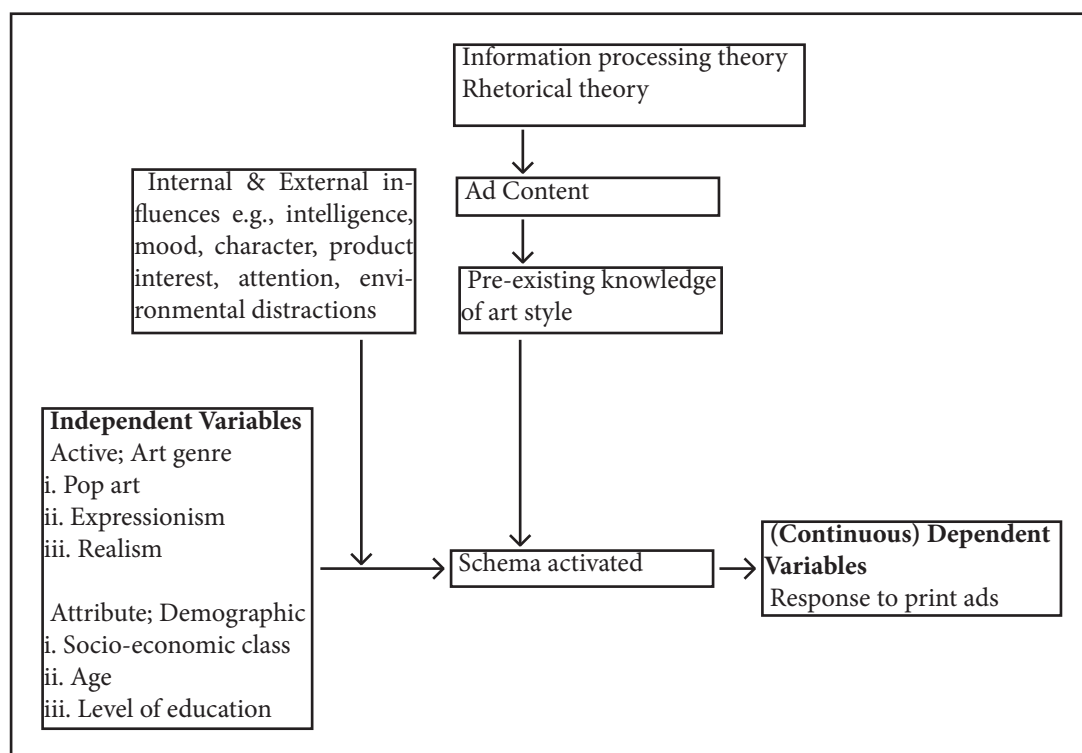 Information processing theory
Rhetorical theory
Internal & External in-
fluences e.g., intelligence,
mood, character, product
interest, attention, envi-
ronmental distractions
Ad Content
Pre-existing knowledge
of art style
Independent Variables
Active; Art genre
i. Pop art
ii. Expressionism
iii. Realism
Attribute; Demographic
i. Socio-economic class
ii. Age
iii. Level of education
Schema activated
(Continuous) Dependent
Variables
Response to print ads